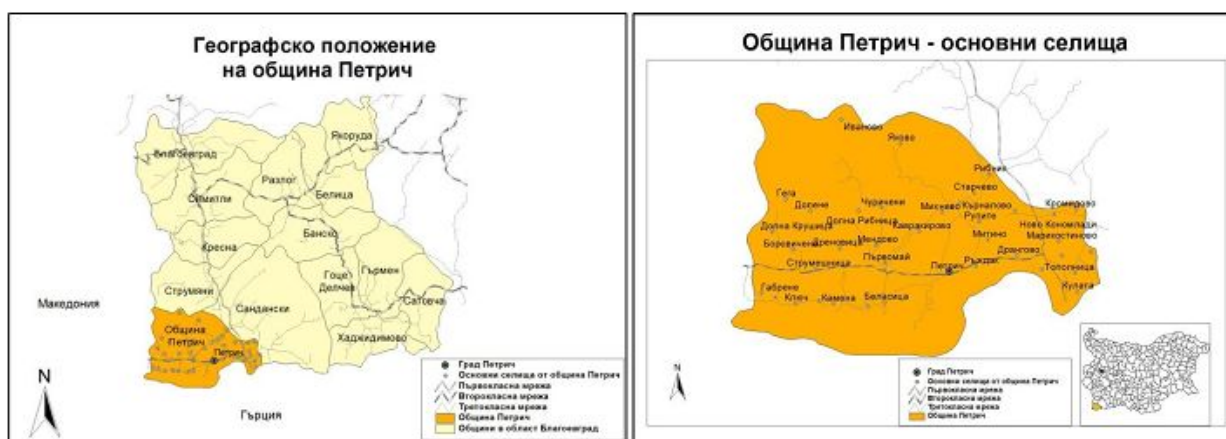 Географско положение
на община Петрич
Якоруда
Благоевград
Разлог
Белица
Симитли
Банско
Кресна
Гърмен
Гоце
Делчев
Струмяни
Сатовча
Македония
Сандански
Община
Петрич
Хаджидимово
Петрич
N
Гърция
Град Петрич
Основни селища от община Петрич
Първокласна мрежа
Второкласна мрежа
Третокласна мрежа
Община Петрич
Общини в област Благоевград
Община Петрич - основни селища
Иваново
Яково
Рибник
Старчево
Гега
Долене
Чуричени
Михнево
Кърналово
Кромидово
Рупите
Долна Крушица
Долна Рибница
Кавракирово
Ново Кономлади
Митино
Марикостиново
Боровичене
Дреновица
Мендово
Дрангово
Струмешница
Първомай
Петрич
Ръждак
Тополница
Габрене
Кулата
Ключ
Камена
Беласица
N
Град Петрич
Основни селища от община Петрич
Първокласна мрежа
Второкласна мрежа
Третокласна мрежа
Община Петрич